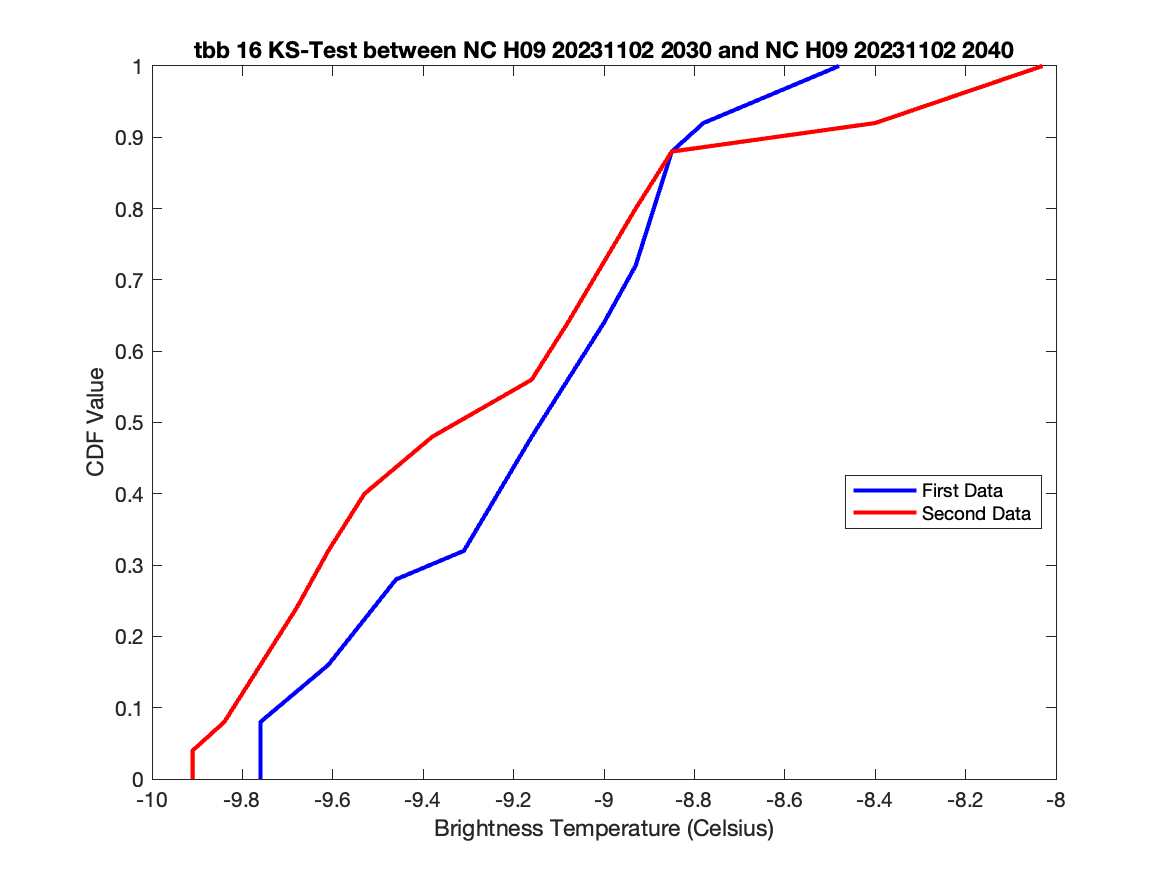 tbb 16 KS-Test between NC H09 20231102 2030 and NC H09 20231102 2040
1
0.9
0.8
0.7
0.6
0.5
0.4
0.3
0.2
0.1
0
CDF Value
First Data
Second Data
-10 -9.8 -9.6 -9.4 -9.2 -9 -8.8 -8.6 -8.4 -8.2 -8
Brightness Temperature (Celsius)